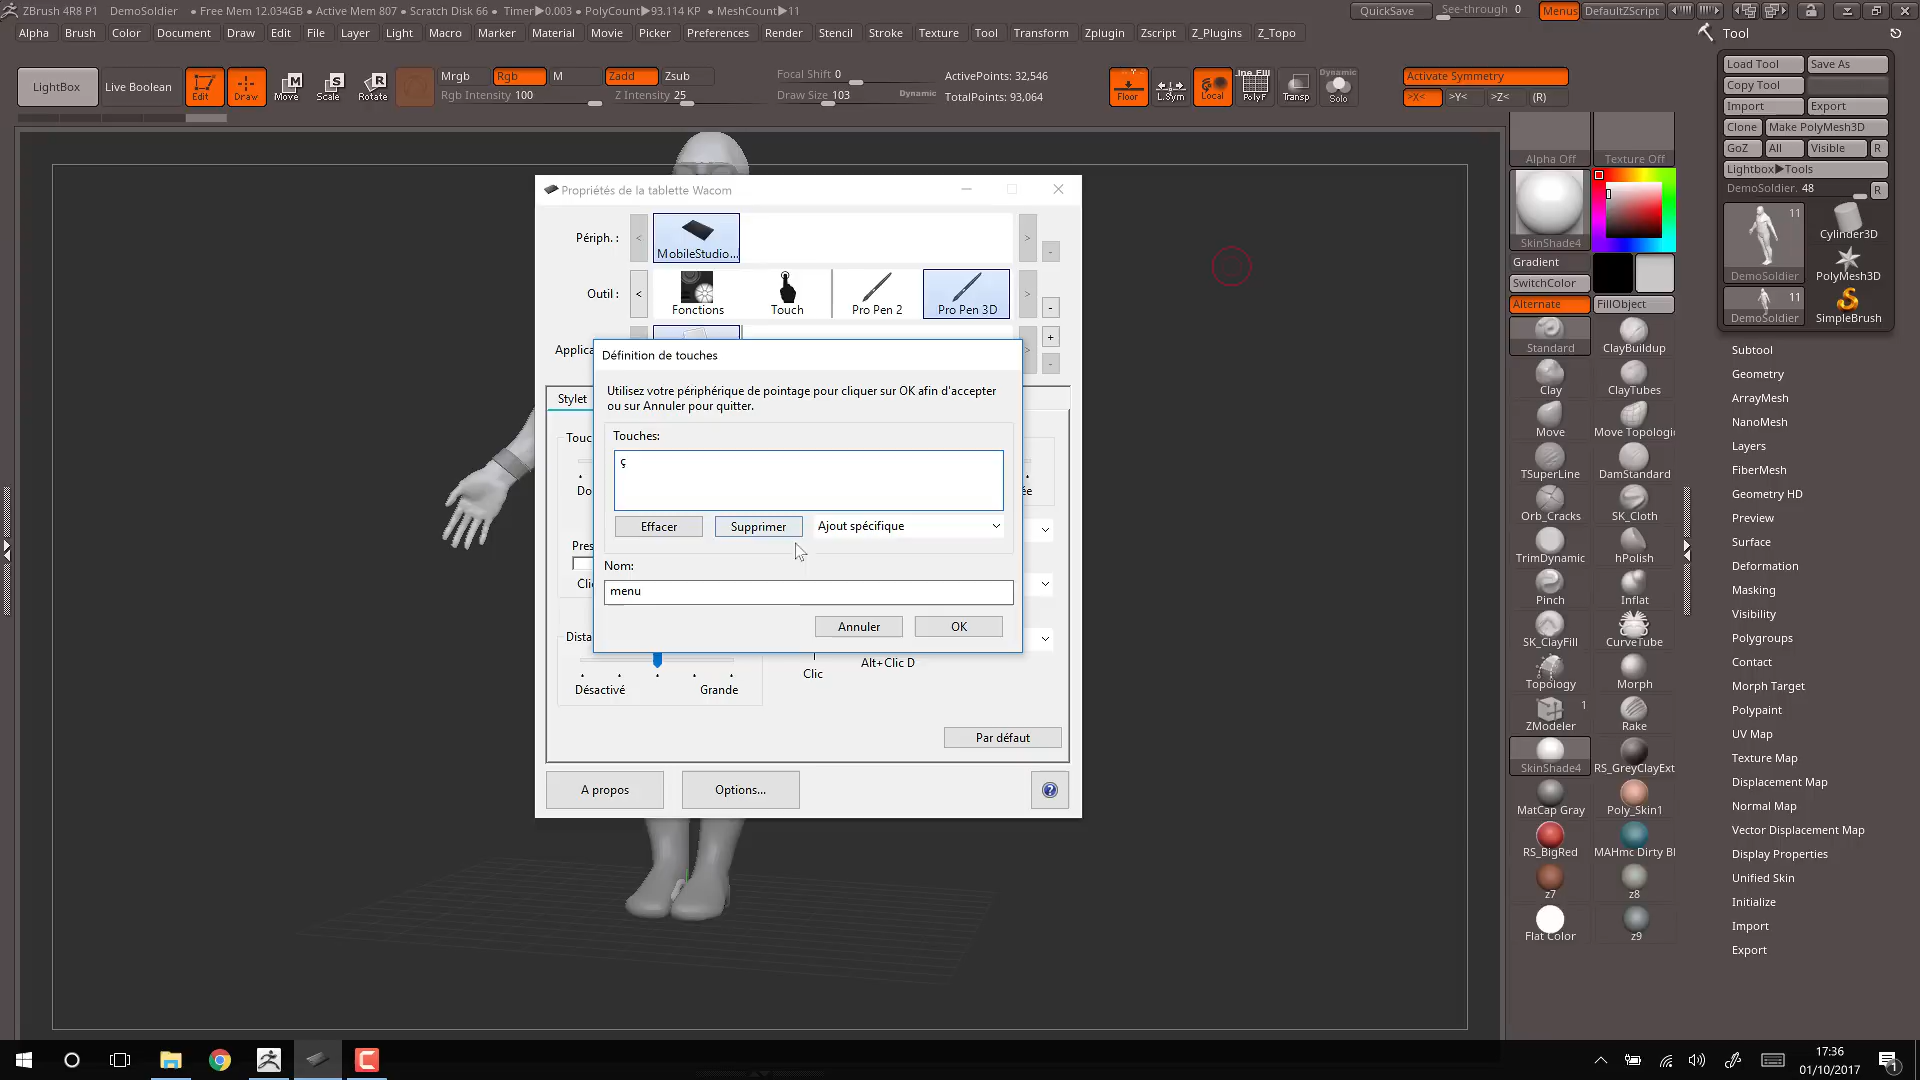 ZBrush 4R8 P1 DemoSoldier • Free Mem 12.034GB • Active Mem 807 • Scratch Disk 66 • Timer▶0.003 • PolyCount▶93.114 KP • MeshCount▶11 QuickSave See-through 0 Menus DefaultZScript
Alpha Brush Color Document Draw Edit File Layer Light Macro Marker Material Movie Picker Preferences Render Stencil Stroke Texture Tool Transform Zplugin Zscript Z_Plugins Z_Topo
Tool
LightBox Live Boolean Edit Draw Move Scale Rotate
Mrgb Rgb M Zadd Zsub
Rgb Intensity 100 Z Intensity 25
Focal Shift 0
Draw Size 103 Dynamic
ActivePoints: 32,546
TotalPoints: 93,064
Floor L.Sym Local PolyF Transp Dynamic Solo
Activate Symmetry
>X< >Y< >Z< (R)
Load Tool Save As
Copy Tool
Import Export
Clone Make PolyMesh3D
GoZ All Visible R
Lightbox▶Tools
DemoSoldier. 48 R
11
DemoSoldier Cylinder3D
PolyMesh3D
11
DemoSoldier SimpleBrush
Subtool
Geometry
ArrayMesh
NanoMesh
Layers
FiberMesh
Geometry HD
Preview
Surface
Deformation
Masking
Visibility
Polygroups
Contact
Morph Target
Polypaint
UV Map
Texture Map
Displacement Map
Normal Map
Vector Displacement Map
Display Properties
Unified Skin
Initialize
Import
Export
Alpha Off Texture Off
SkinShade4
Gradient
SwitchColor
Alternate FillObject
Standard ClayBuildup
Clay ClayTubes
Move Move Topologi
TSuperLine DamStandard
Orb_Cracks SK_Cloth
TrimDynamic hPolish
Pinch Inflat
SK_ClayFill CurveTube
Topology Morph
1
ZModeler Rake
SkinShade4 RS_GreyClayExt
MatCap Gray Poly_Skin1
RS_BigRed MAHmc Dirty Bl
z7 z8
Flat Color z9
Propriétés de la tablette Wacom
Périph. : < MobileStudio... > -
Outil : < Fonctions Touch Pro Pen 2 Pro Pen 3D > -
Applica > + -
Stylet
Touc
Do
Pres
Clic
Dista
Désactivé Grande
Clic
Alt+Clic D
Par défaut
A propos Options... ?
Définition de touches
Utilisez votre périphérique de pointage pour cliquer sur OK afin d'accepter
ou sur Annuler pour quitter.
Touches:
ç
Effacer Supprimer Ajout spécifique
Nom:
menu
Annuler OK
17:36
01/10/2017
1